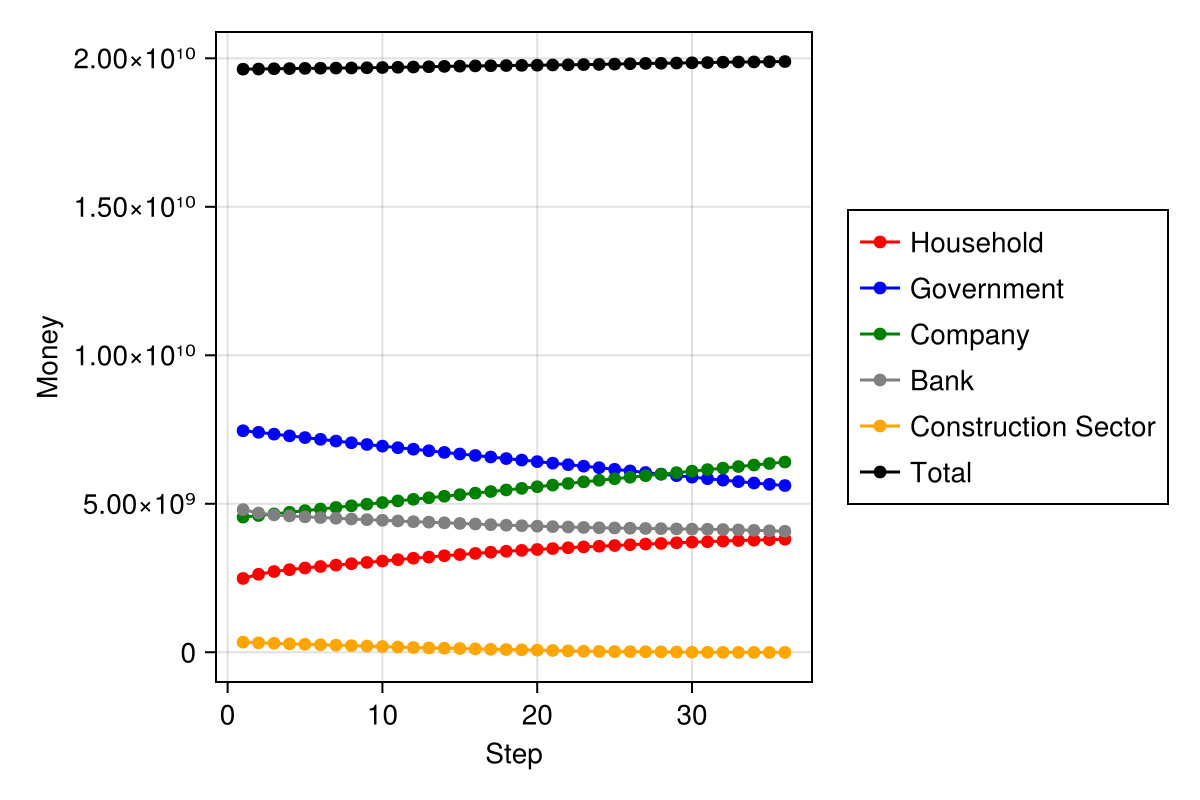 2.00×10¹⁰
1.50×10¹⁰
1.00×10¹⁰
5.00×10⁹
0
Money
0 10 20 30
Step
Household
Government
Company
Bank
Construction Sector
Total